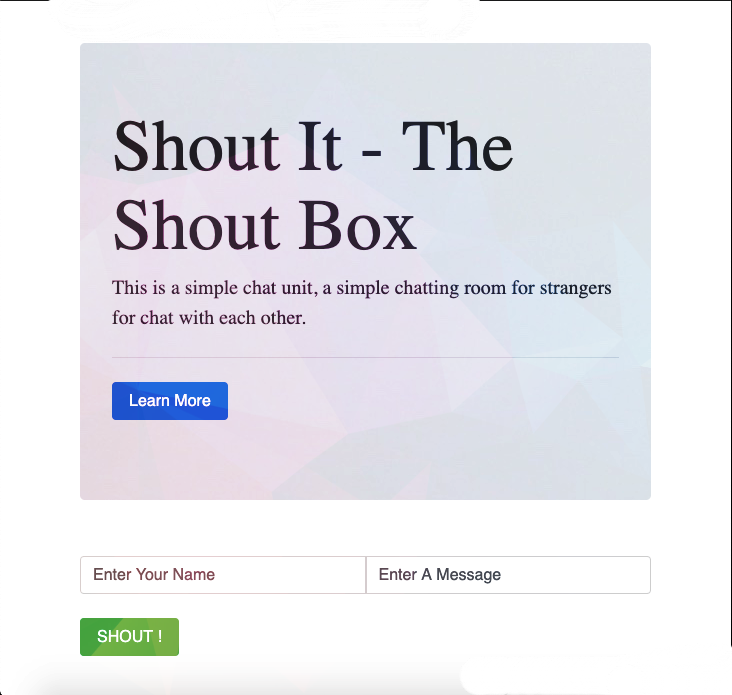 Shout It - The
Shout Box
This is a simple chat unit, a simple chatting room for strangers
for chat with each other.
Learn More
Enter Your Name
Enter A Message
SHOUT !